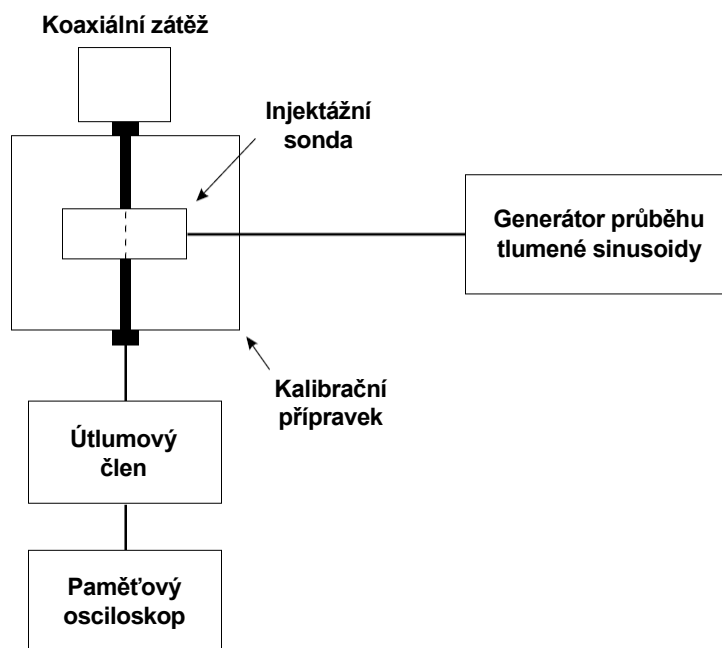 Koaxiální zátěž
Injektážní
sonda
Generátor průběhu
tlumené sinusoidy
Kalibrační
přípravek
Útlumový
člen
Paměťový
osciloskop